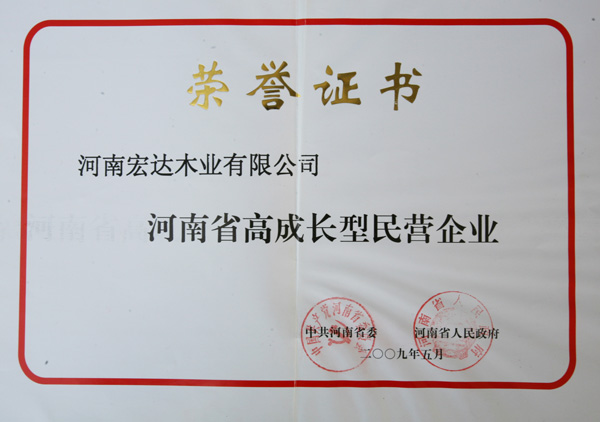 荣誉证书
河南宏达木业有限公司
河南省高成长型民营企业
中共河南省委 河南省人民政府
二〇〇九年五月